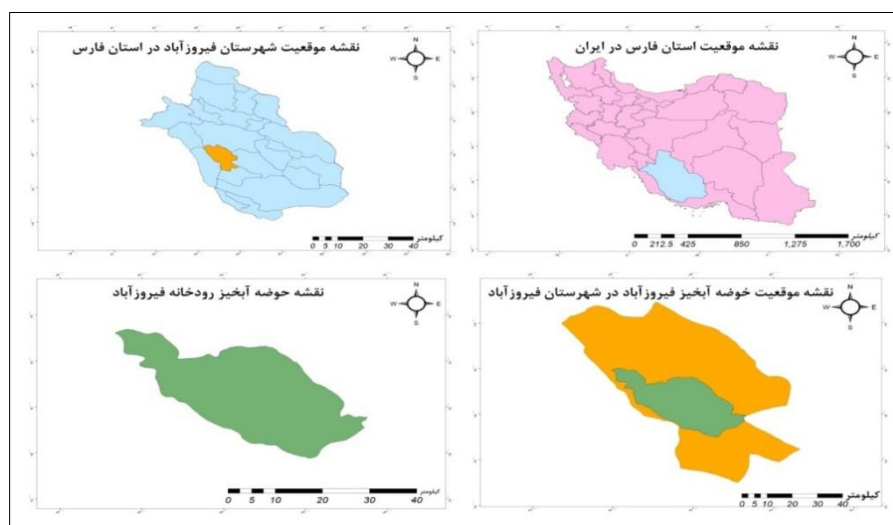 نقشه موقعیت استان فارس در ایران
N
W E
S
0 212.5 425 850 1,275 1,700
کیلومتر
نقشه موقعیت شهرستان فیروزآباد در استان فارس
N
W E
S
0 5 10 20 30 40
کیلومتر
نقشه موقعیت خوضه آبخیز فیروزآباد در شهرستان فیروزآباد
N
W E
S
0 5 10 20 30 40
کیلومتر
نقشه حوضه آبخیز رودخانه فیروزآباد
N
W E
S
0 5 10 20 30 40
کیلومتر